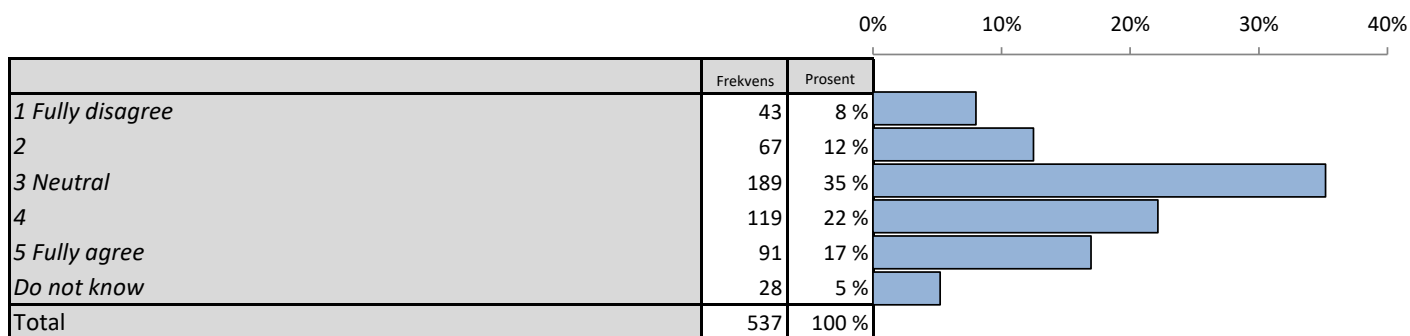 0% 10% 20% 30% 40%
Frekvens Prosent
1 Fully disagree 43 8 %
2 67 12 %
3 Neutral 189 35 %
4 119 22 %
5 Fully agree 91 17 %
Do not know 28 5 %
Total 537 100 %